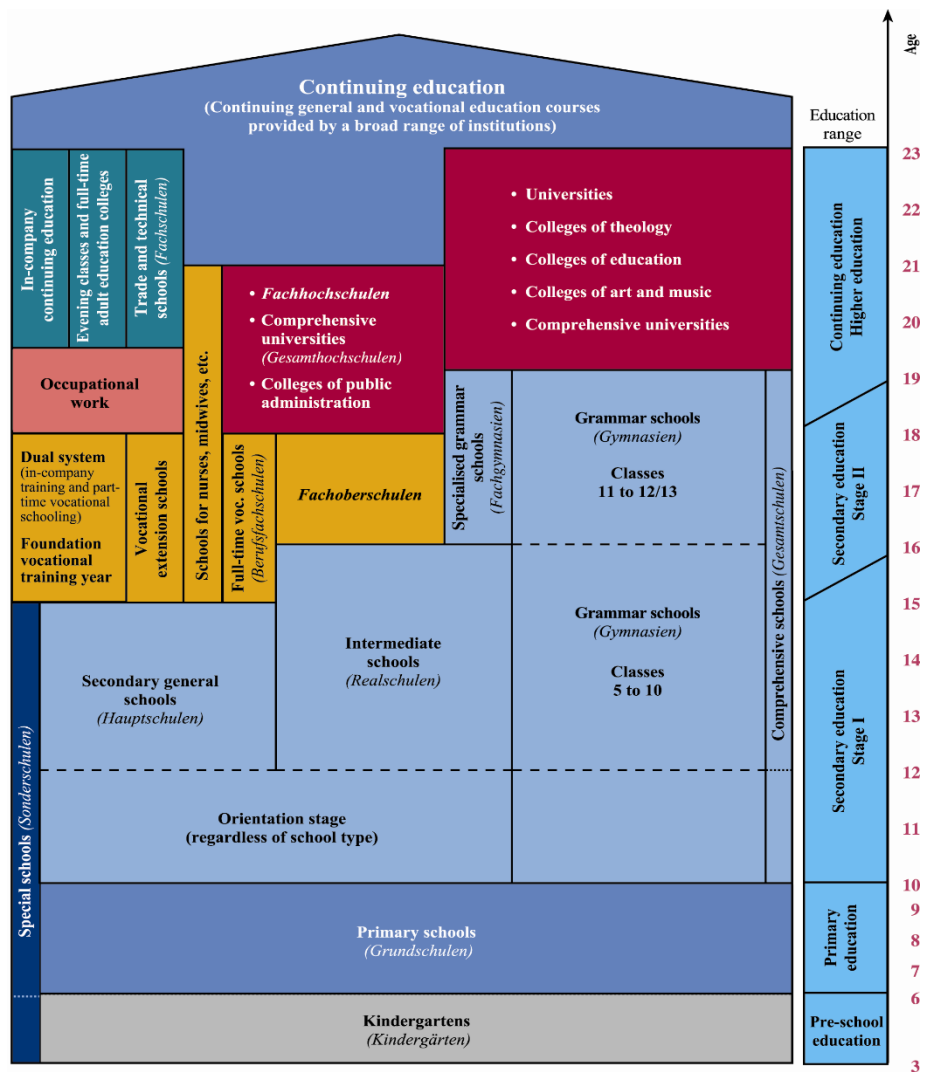 Age
Continuing education
(Continuing general and vocational education courses
provided by a broad range of institutions)
Education
range
In-company
continuing education
Evening classes and full-time
adult education colleges
Trade and technical
schools (Fachschulen)
• Universities
• Colleges of theology
• Colleges of education
• Colleges of art and music
• Comprehensive universities
Continuing education
Higher education
23
22
21
20
19
18
17
16
15
14
13
12
11
10
9
8
7
6
3
• Fachhochschulen
• Comprehensive
universities
(Gesamthochschulen)
• Colleges of public
administration
Occupational
work
Schools for nurses, midwives, etc.
Dual system
(in-company
training and part-
time vocational
schooling)
Foundation
vocational
training year
Vocational
extension schools
Full-time voc. schools
(Berufsfachschulen)
Fachoberschulen
Specialised grammar
schools
(Fachgymnasien)
Grammar schools
(Gymnasien)
Classes
11 to 12/13
Comprehensive schools (Gesamtschulen)
Secondary education
Stage II
Special schools (Sonderschulen)
Secondary general
schools
(Hauptschulen)
Intermediate
schools
(Realschulen)
Grammar schools
(Gymnasien)
Classes
5 to 10
Secondary education
Stage I
Orientation stage
(regardless of school type)
Primary schools
(Grundschulen)
Primary
education
Kindergartens
(Kindergärten)
Pre-school
education